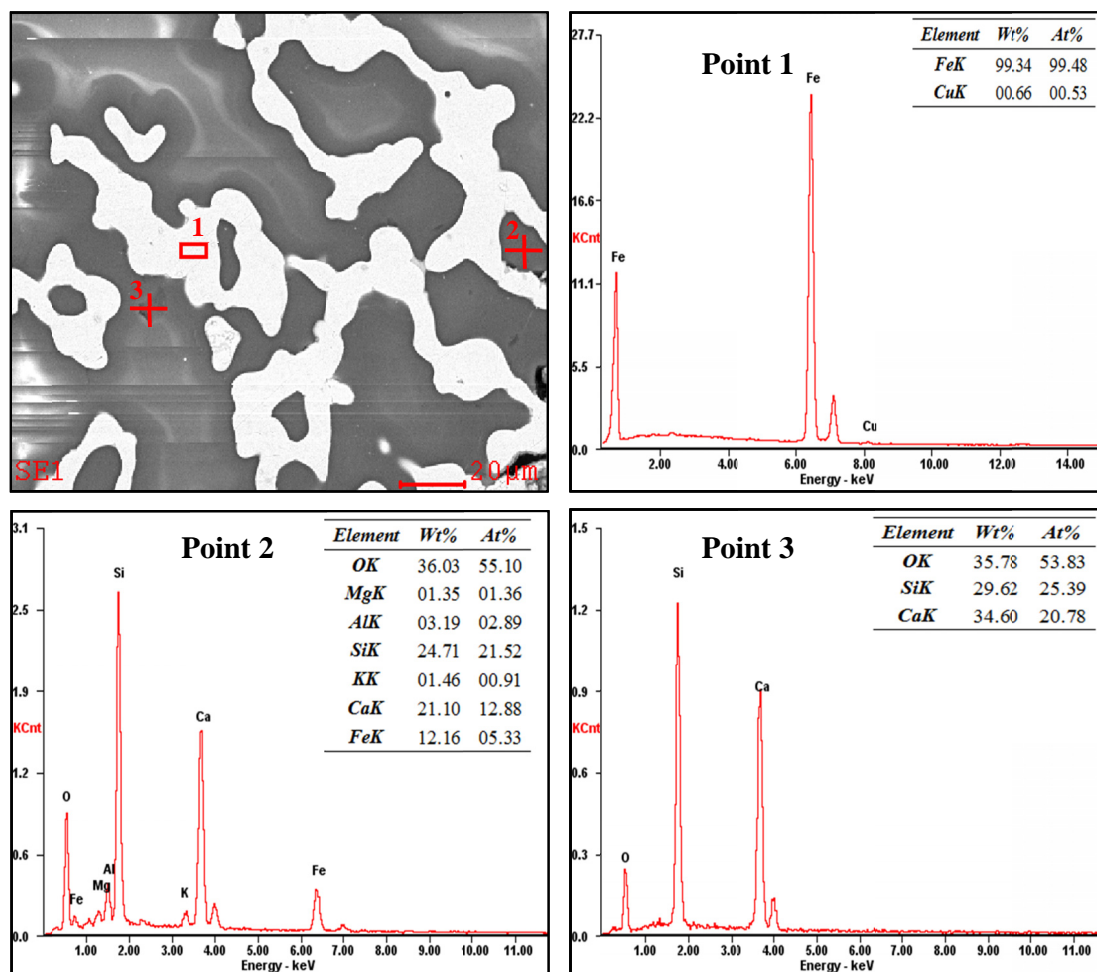 1
2
3
SE1
20µm
Point 1
Element Wt% At%
FeK 99.34 99.48
CuK 00.66 00.53
27.7
22.2
16.6
KCnt
11.1
5.5
0.0
Fe
Fe
Cu
2.00 4.00 6.00 8.00 10.00 12.00 14.00
Energy - keV
Point 2
Element Wt% At%
OK 36.03 55.10
MgK 01.35 01.36
AlK 03.19 02.89
SiK 24.71 21.52
KK 01.46 00.91
CaK 21.10 12.88
FeK 12.16 05.33
3.1
2.5
1.9
KCnt
1.2
0.6
0.0
Si
Ca
O
Fe
Mg
Al
K
Fe
1.00 2.00 3.00 4.00 5.00 6.00 7.00 8.00 9.00 10.00 11.00
Energy - keV
Point 3
Element Wt% At%
OK 35.78 53.83
SiK 29.62 25.39
CaK 34.60 20.78
1.5
1.2
0.9
KCnt
0.6
0.3
0.0
Si
Ca
O
1.00 2.00 3.00 4.00 5.00 6.00 7.00 8.00 9.00 10.00 11.00
Energy - keV